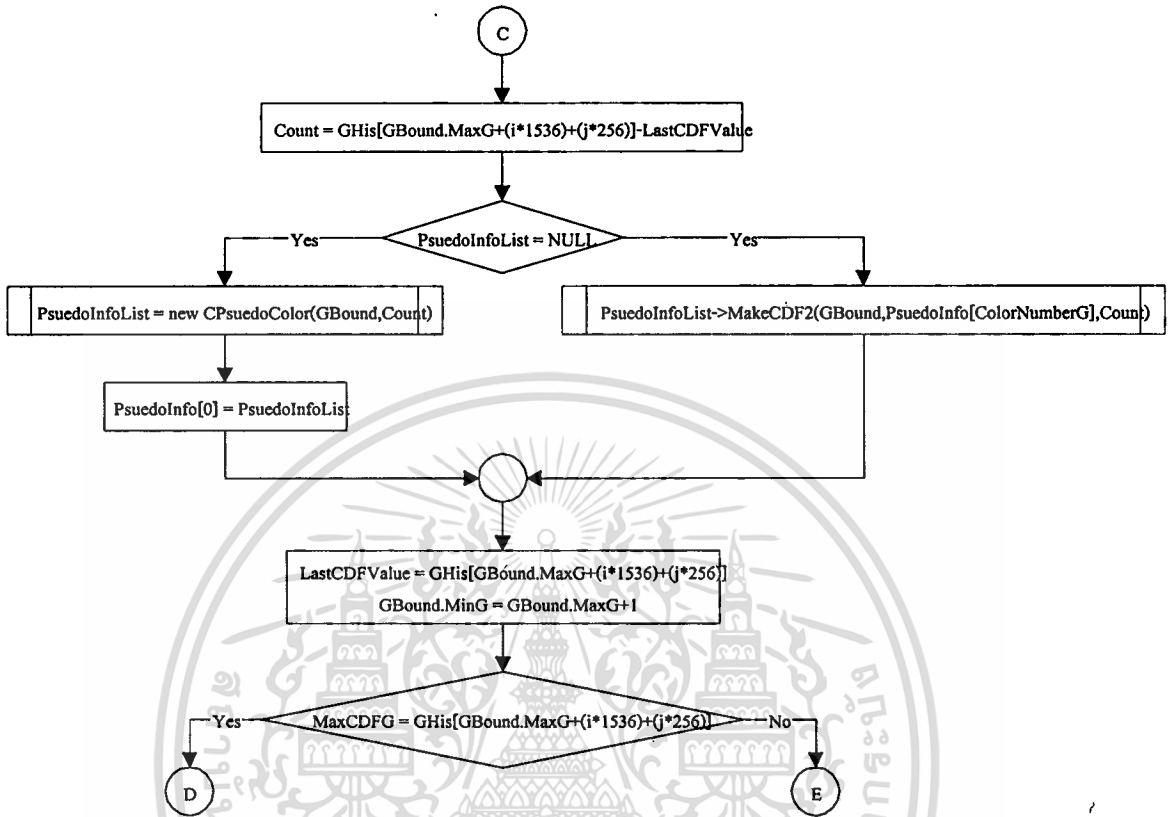 C
Count = GHis[GBound.MaxG+(i*1536)+(j*256)]-LastCDFValue
Yes
PsuedoInfoList = NULL
Yes
PsuedoInfoList = new CPsuedoColor(GBound,Count)
PsuedoInfoList->MakeCDF2(GBound,PsuedoInfo[ColorNumberG],Count)
PsuedoInfo[0] = PsuedoInfoList
LastCDFValue = GHis[GBound.MaxG+(i*1536)+(j*256)]
GBound.MinG = GBound.MaxG+1
Yes
MaxCDFG = GHis[GBound.MaxG+(i*1536)+(j*256)]
No
D
E